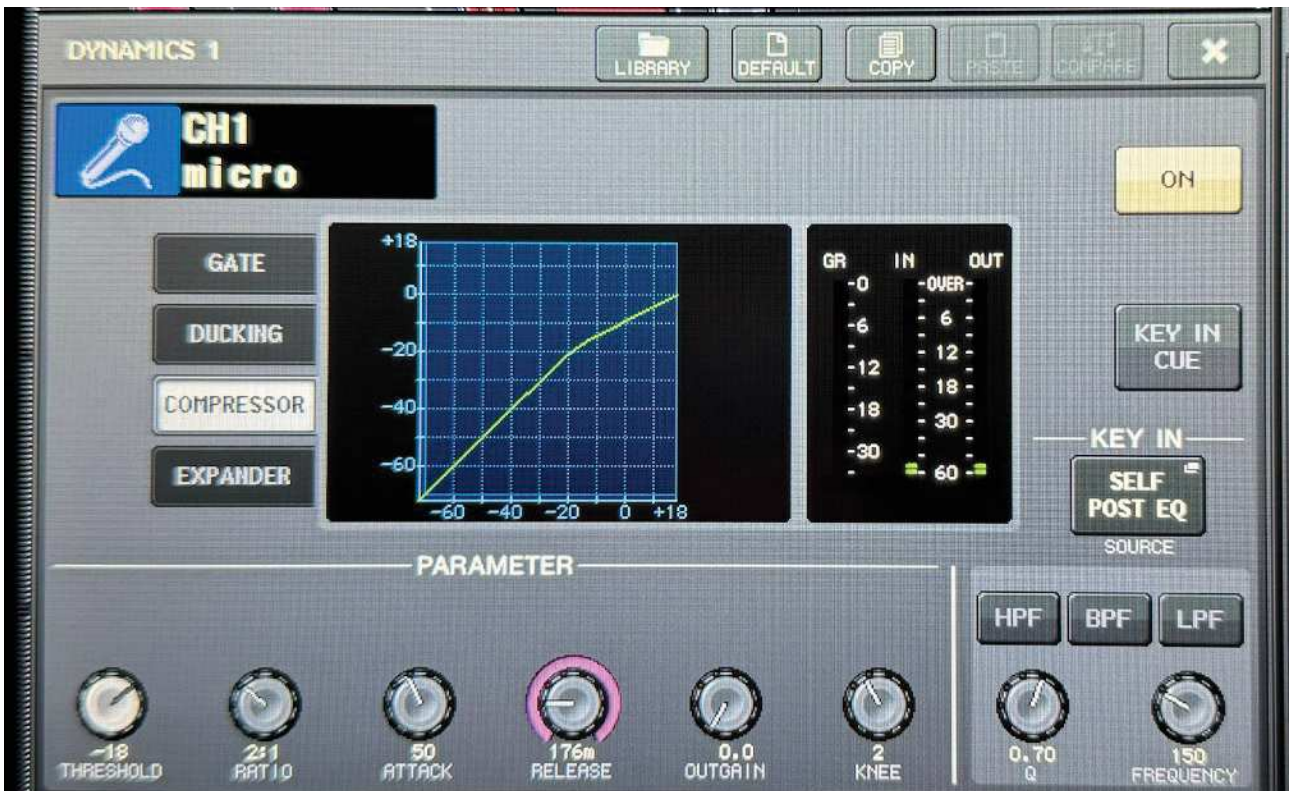 DYNAMICS 1
LIBRARY
DEFAULT
COPY
PASTE
COMPARE
CH1
micro
ON
GATE
DUCKING
COMPRESSOR
EXPANDER
+18
0
-20
-40
-60
-60 -40 -20 0 +18
GR IN OUT
-0 -OVER-
-6 - 6 -
-12 - 12 -
-18 - 18 -
-30 - 30 -
- 60 -
KEY IN
CUE
KEY IN
SELF
POST EQ
SOURCE
PARAMETER
HPF BPF LPF
-18
THRESHOLD
2:1
RATIO
50
ATTACK
176m
RELEASE
0.0
OUTGAIN
2
KNEE
0.70
Q
150
FREQUENCY